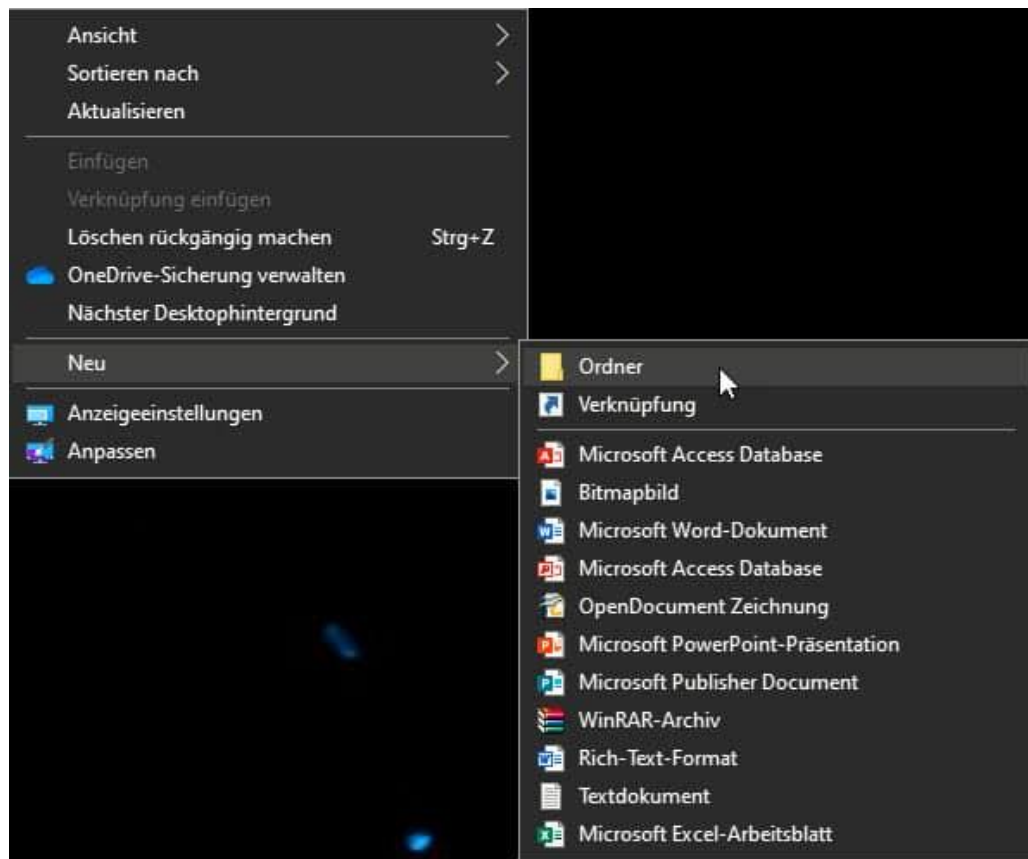 Ansicht
Sortieren nach
Aktualisieren
Einfügen
Verknüpfung einfügen
Löschen rückgängig machen Strg+Z
OneDrive-Sicherung verwalten
Nächster Desktophintergrund
Neu
Anzeigeeinstellungen
Anpassen
Ordner
Verknüpfung
Microsoft Access Database
Bitmapbild
Microsoft Word-Dokument
Microsoft Access Database
OpenDocument Zeichnung
Microsoft PowerPoint-Präsentation
Microsoft Publisher Document
WinRAR-Archiv
Rich-Text-Format
Textdokument
Microsoft Excel-Arbeitsblatt